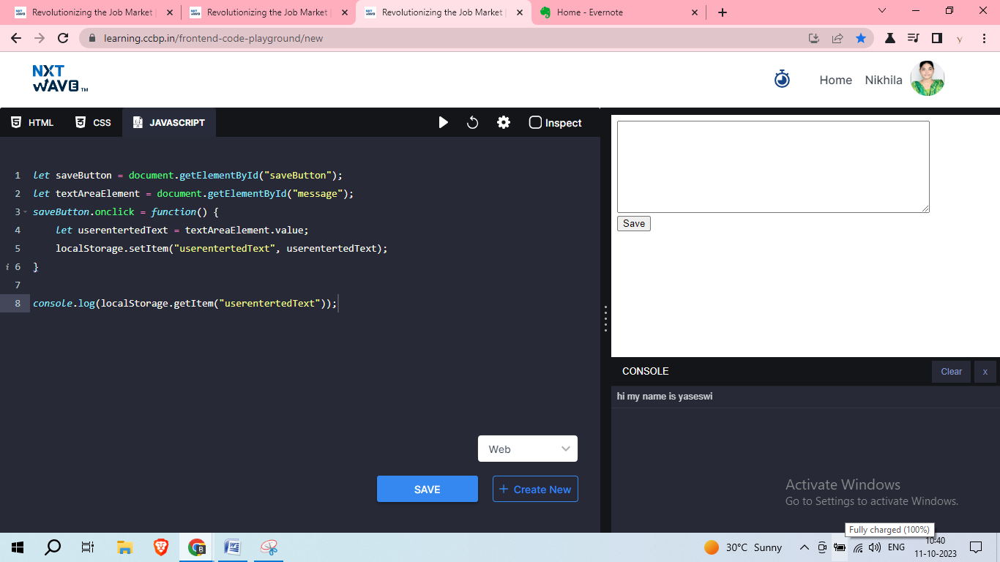 Revolutionizing the Job Market |
Revolutionizing the Job Market |
Revolutionizing the Job Market |
Home - Evernote
learning.ccbp.in/frontend-code-playground/new
y
NXT
WAVE™
Home
Nikhila
HTML
CSS
JAVASCRIPT
Inspect
1 let saveButton = document.getElementById("saveButton");
2 let textAreaElement = document.getElementById("message");
3 saveButton.onclick = function() {
4 let userentertedText = textAreaElement.value;
5 localStorage.setItem("userentertedText", userentertedText);
i 6 }
7
8 console.log(localStorage.getItem("userentertedText"));
Web
SAVE
+ Create New
Save
CONSOLE
Clear
x
hi my name is yaseswi
Activate Windows
Go to Settings to activate Windows.
Fully charged (100%)
30°C Sunny
ENG
10:40
11-10-2023